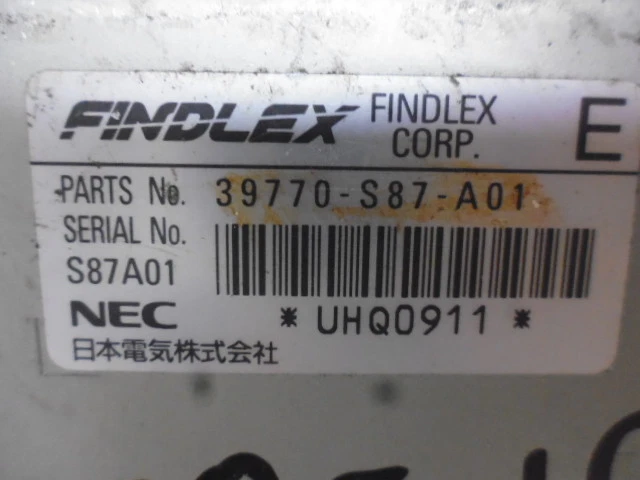 FINDLEX FINDLEX CORP. E
PARTS No. 39770-S87-A01
SERIAL No.
S87A01
NEC * UHQ0911 *
日本電気株式会社